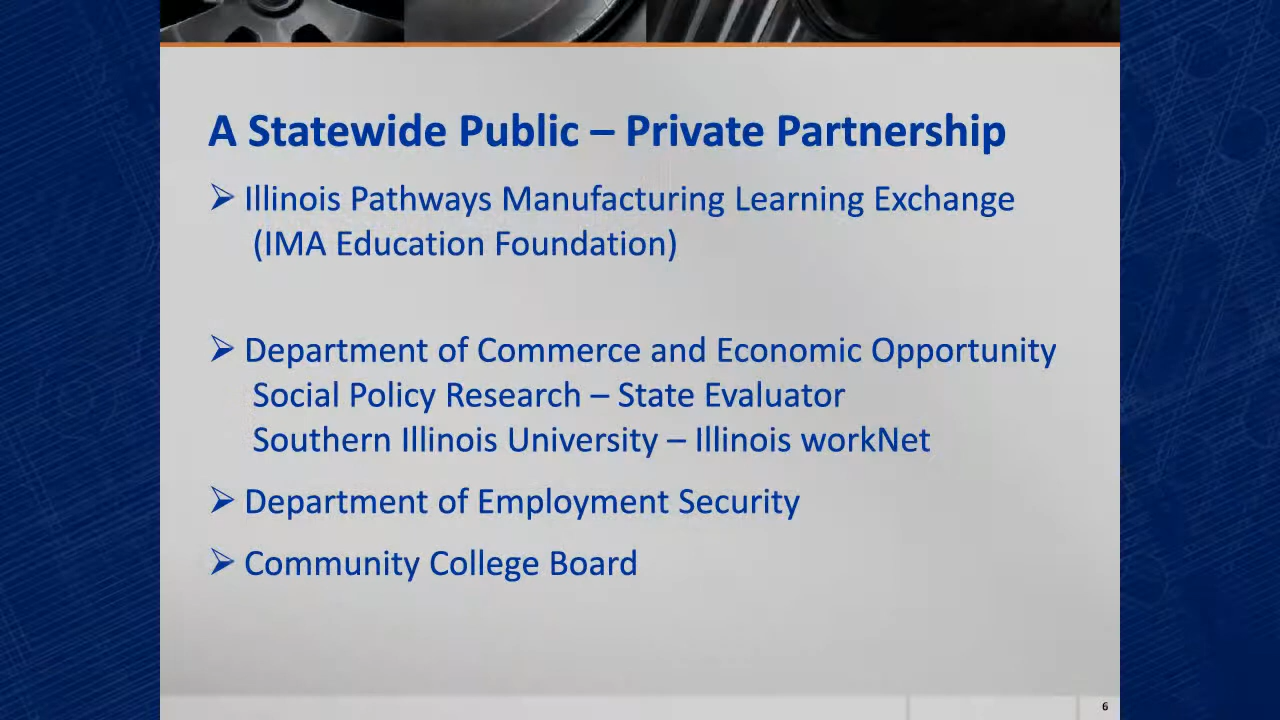 A Statewide Public – Private Partnership
➢ Illinois Pathways Manufacturing Learning Exchange
(IMA Education Foundation)
➢ Department of Commerce and Economic Opportunity
Social Policy Research – State Evaluator
Southern Illinois University – Illinois workNet
➢ Department of Employment Security
➢ Community College Board
6